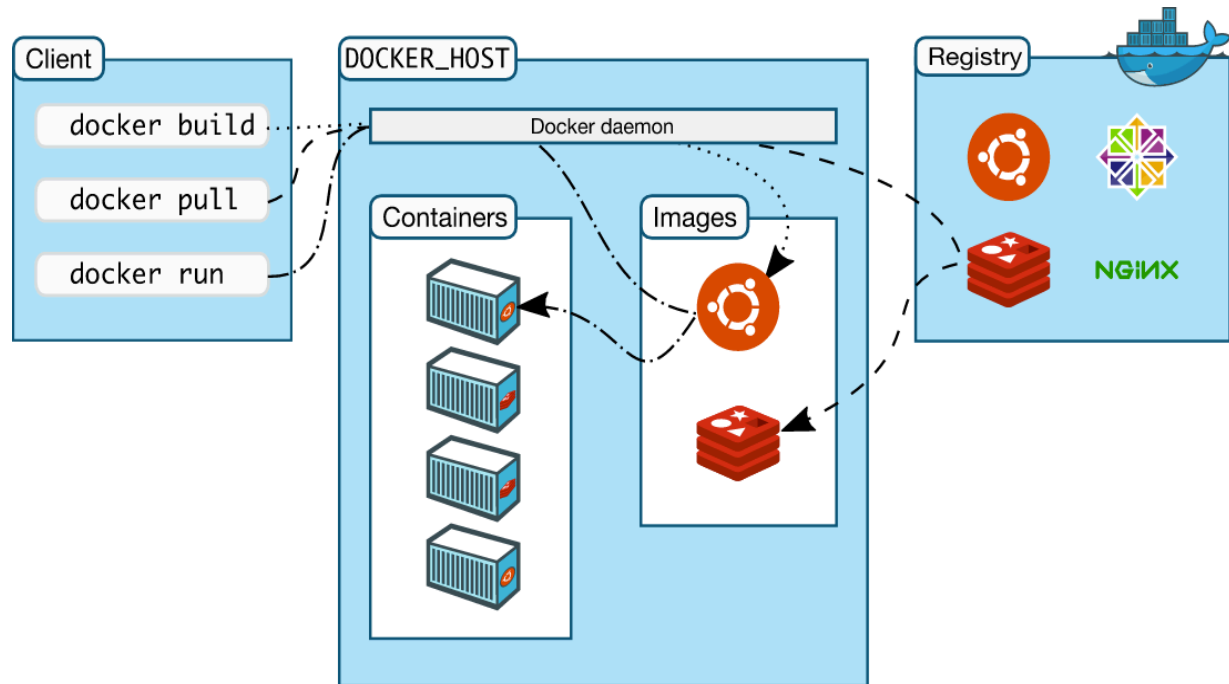 Client
docker build
docker pull
docker run
DOCKER_HOST
Docker daemon
Containers
Images
Registry
NGiNX